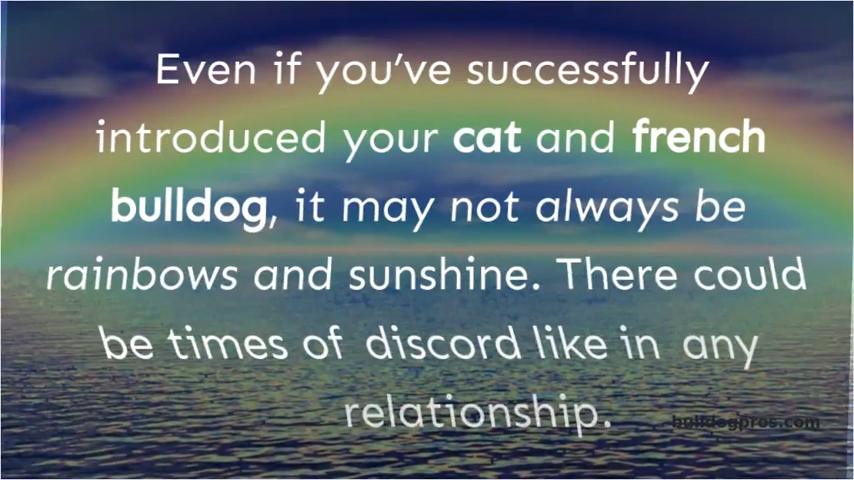 Even if you’ve successfully
introduced your cat and french
bulldog, it may not always be
rainbows and sunshine. There could
be times of discord like in any
relationship.
bulldogpros.com